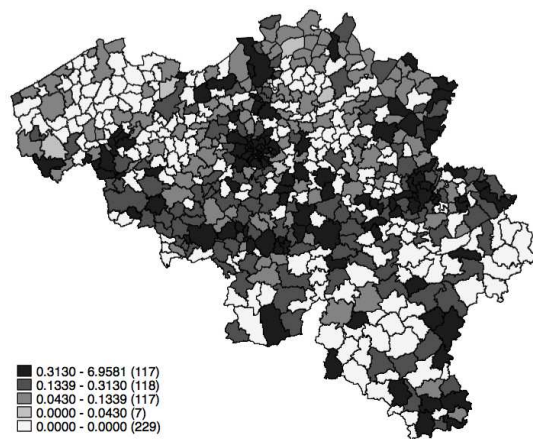 0.3130 - 6.9581 (117)
0.1339 - 0.3130 (118)
0.0430 - 0.1339 (117)
0.0000 - 0.0430 (7)
0.0000 - 0.0000 (229)